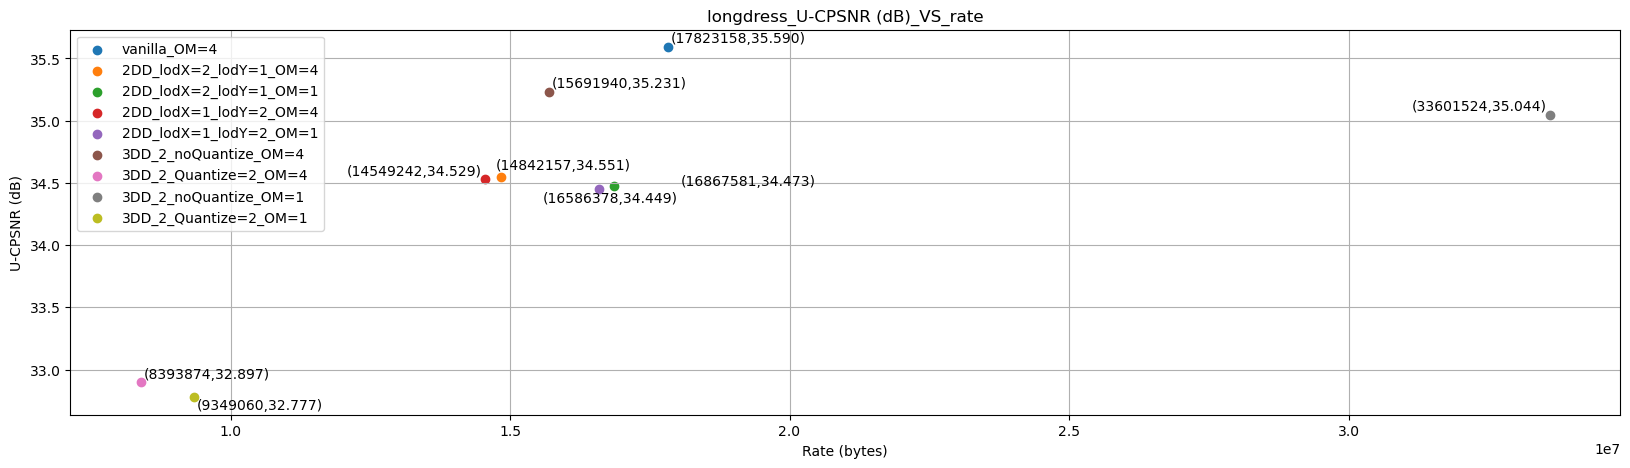 longdress_U-CPSNR (dB)_VS_rate
vanilla_OM=4
2DD_lodX=2_lodY=1_OM=4
2DD_lodX=2_lodY=1_OM=1
2DD_lodX=1_lodY=2_OM=4
2DD_lodX=1_lodY=2_OM=1
3DD_2_noQuantize_OM=4
3DD_2_Quantize=2_OM=4
3DD_2_noQuantize_OM=1
3DD_2_Quantize=2_OM=1
(17823158,35.590)
(15691940,35.231)
(33601524,35.044)
(14549242,34.529)
(14842157,34.551)
(16867581,34.473)
(16586378,34.449)
(8393874,32.897)
(9349060,32.777)
U-CPSNR (dB)
35.5
35.0
34.5
34.0
33.5
33.0
1.0
1.5
2.0
2.5
3.0
1e7
Rate (bytes)